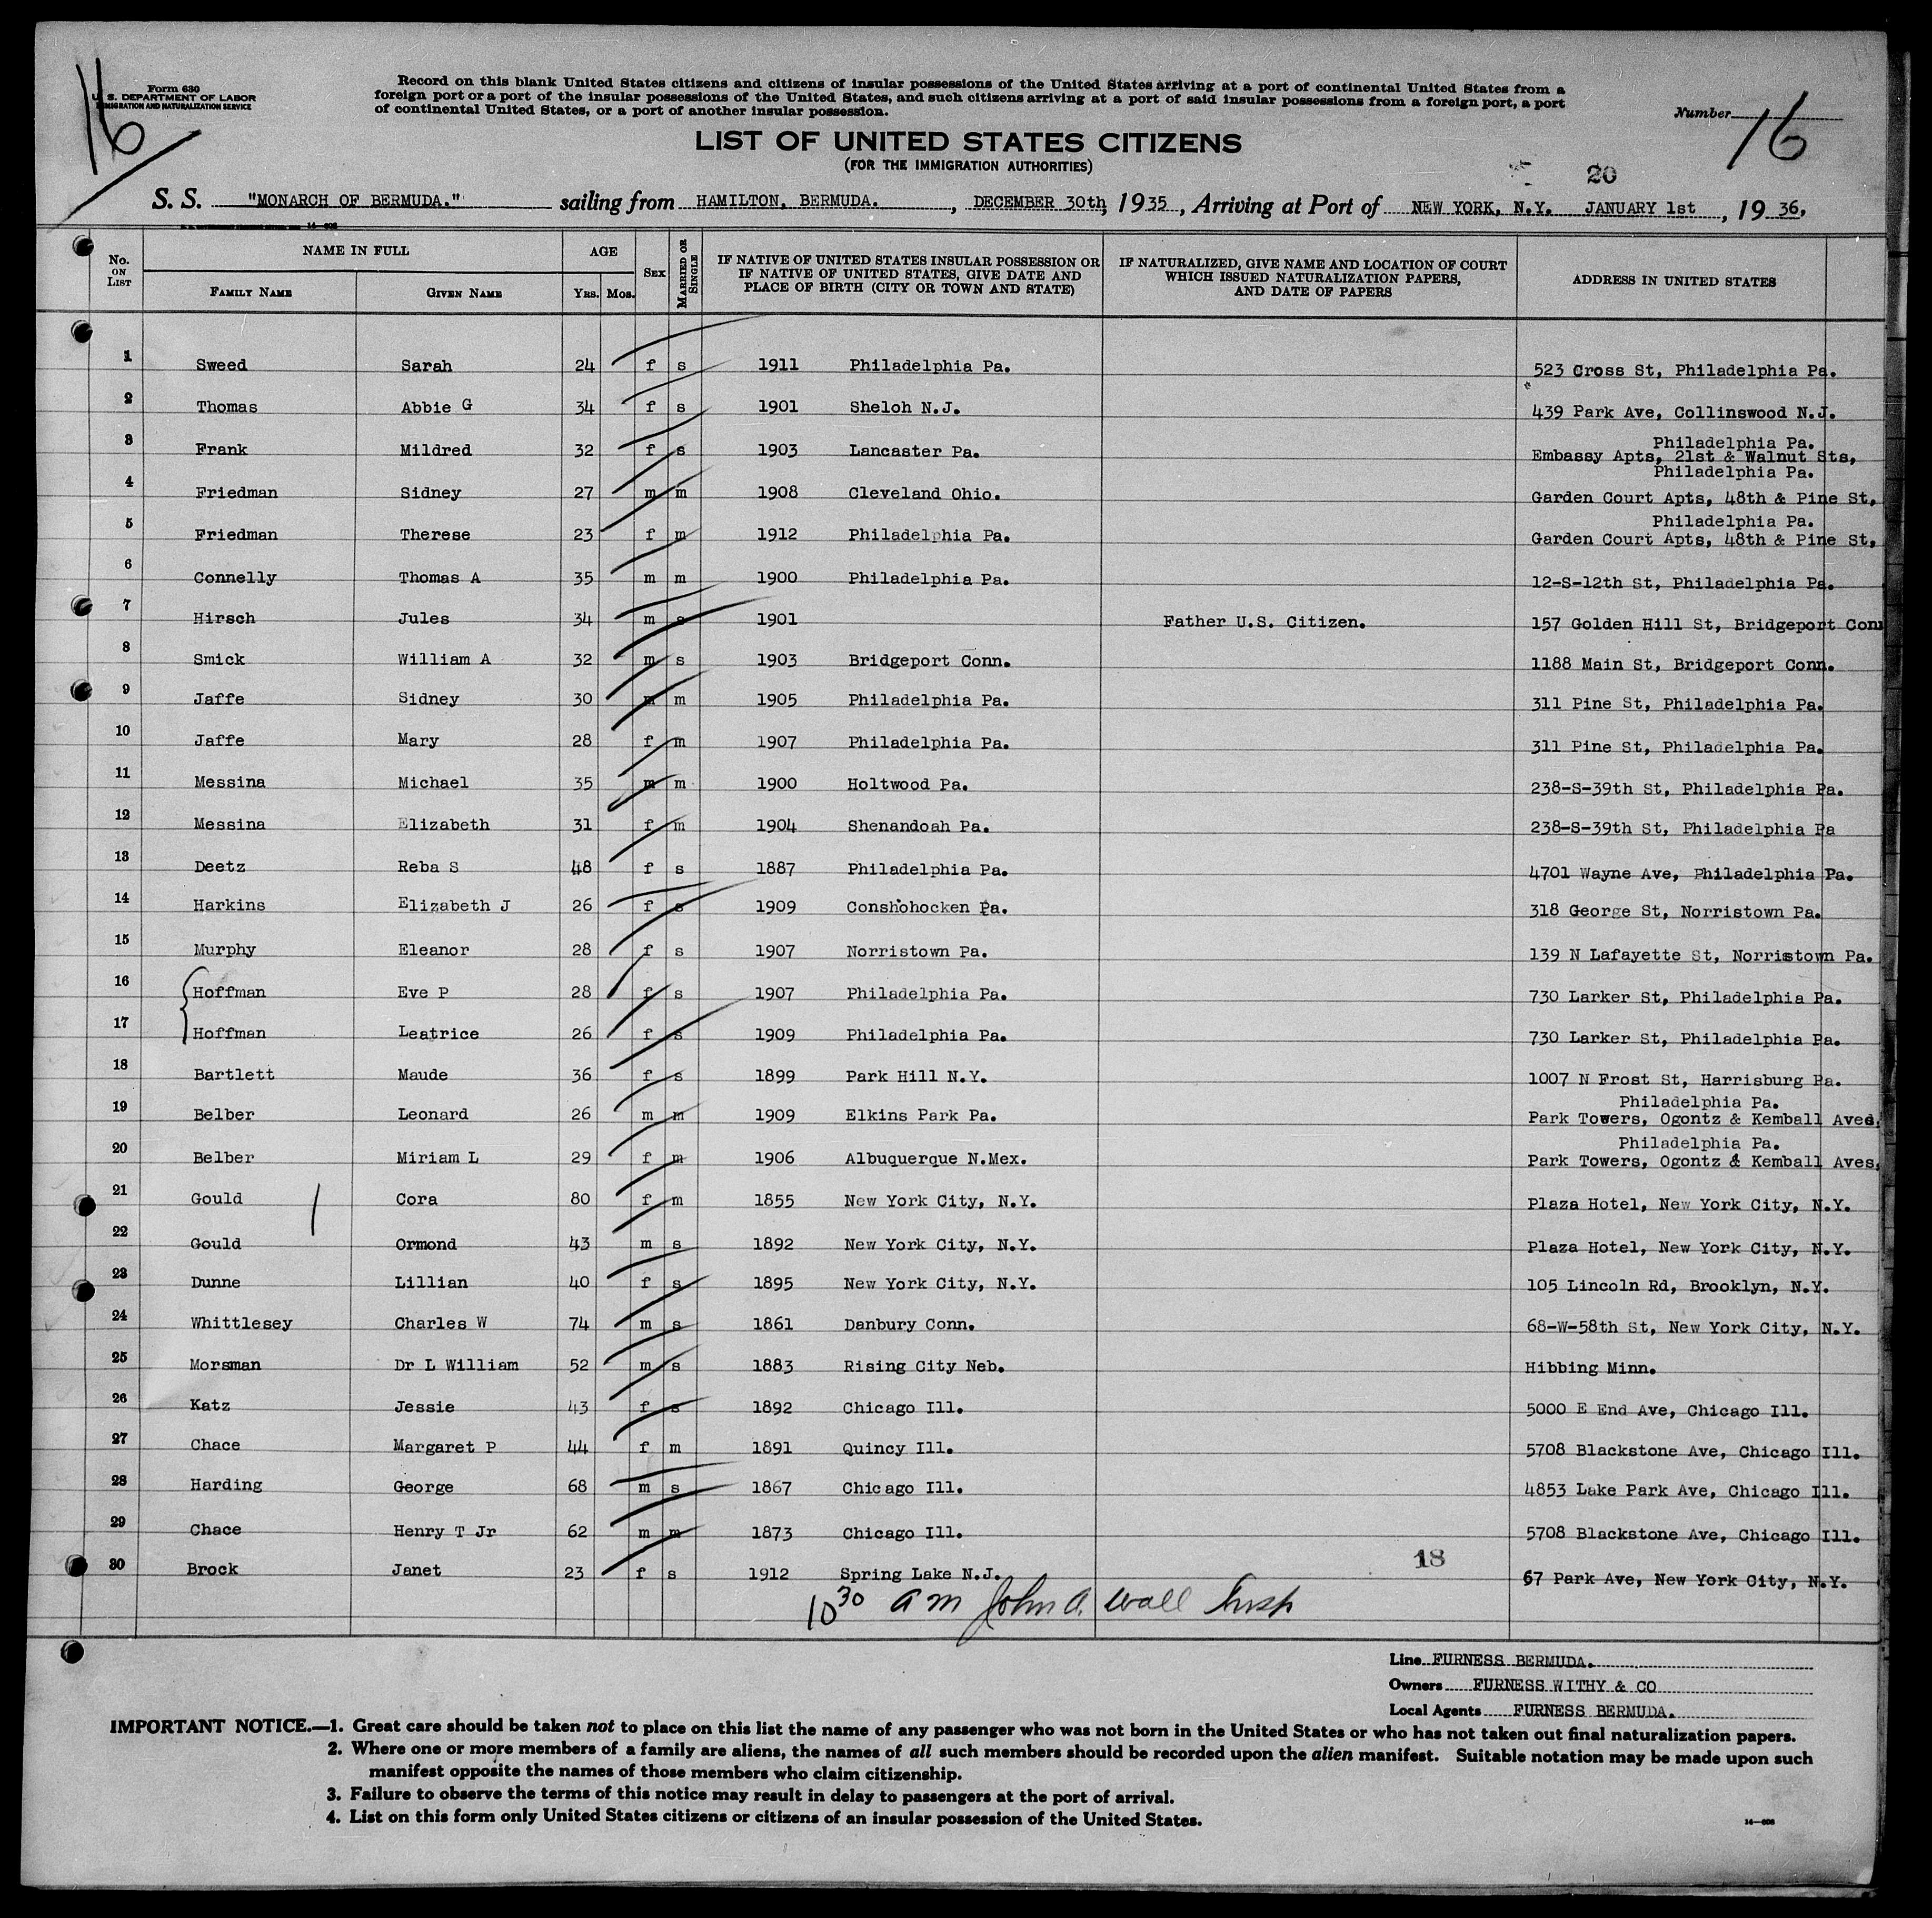 16
Form 630
U. S. DEPARTMENT OF LABOR
IMMIGRATION AND NATURALIZATION SERVICE
Record on this blank United States citizens and citizens of insular possessions of the United States arriving at a port of continental United States from a
foreign port or a port of the insular possessions of the United States, and such citizens arriving at a port of said insular possessions from a foreign port, a port
of continental United States, or a port of another insular possession.
Number 16
LIST OF UNITED STATES CITIZENS
(FOR THE IMMIGRATION AUTHORITIES)
20
S. S. "MONARCH OF BERMUDA." sailing from HAMILTON, BERMUDA. , DECEMBER 30th, 1935, Arriving at Port of NEW YORK, N.Y. JANUARY 1st, 19 36,
No. ON LIST NAME IN FULL FAMILY NAME GIVEN NAME AGE YRS. MOS. SEX MARRIED OR SINGLE IF NATIVE OF UNITED STATES INSULAR POSSESSION OR IF NATIVE OF UNITED STATES, GIVE DATE AND PLACE OF BIRTH (CITY OR TOWN AND STATE) IF NATURALIZED, GIVE NAME AND LOCATION OF COURT WHICH ISSUED NATURALIZATION PAPERS, AND DATE OF PAPERS ADDRESS IN UNITED STATES
1 Sweed Sarah 24 f s 1911 Philadelphia Pa. 523 Cross St, Philadelphia Pa.
2 Thomas Abbie G 34 f s 1901 Sheloh N.J. 439 Park Ave, Collinswood N.J.
3 Frank Mildred 32 f s 1903 Lancaster Pa. Philadelphia Pa. Embassy Apts, 21st & Walnut Sts,
4 Friedman Sidney 27 m m 1908 Cleveland Ohio. Philadelphia Pa. Garden Court Apts, 48th & Pine St,
5 Friedman Therese 23 f m 1912 Philadelphia Pa. Philadelphia Pa. Garden Court Apts, 48th & Pine St,
6 Connelly Thomas A 35 m m 1900 Philadelphia Pa. 12-S-12th St, Philadelphia Pa.
7 Hirsch Jules 34 m s 1901 Father U.S. Citizen. 157 Golden Hill St, Bridgeport Conn
8 Smick William A 32 m s 1903 Bridgeport Conn. 1188 Main St, Bridgeport Conn.
9 Jaffe Sidney 30 m m 1905 Philadelphia Pa. 311 Pine St, Philadelphia Pa.
10 Jaffe Mary 28 f m 1907 Philadelphia Pa. 311 Pine St, Philadelphia Pa.
11 Messina Michael 35 m m 1900 Holtwood Pa. 238-S-39th St, Philadelphia Pa.
12 Messina Elizabeth 31 f m 1904 Shenandoah Pa. 238-S-39th St, Philadelphia Pa
13 Deetz Reba S 48 f s 1887 Philadelphia Pa. 4701 Wayne Ave, Philadelphia Pa.
14 Harkins Elizabeth J 26 f s 1909 Conshohocken Pa. 318 George St, Norristown Pa.
15 Murphy Eleanor 28 f s 1907 Norristown Pa. 139 N Lafayette St, Norristown Pa.
16 Hoffman Eve P 28 f s 1907 Philadelphia Pa. 730 Larker St, Philadelphia Pa.
17 Hoffman Leatrice 26 f s 1909 Philadelphia Pa. 730 Larker St, Philadelphia Pa.
18 Bartlett Maude 36 f s 1899 Park Hill N.Y. 1007 N Frost St, Harrisburg Pa.
19 Belber Leonard 26 m m 1909 Elkins Park Pa. Philadelphia Pa. Park Towers, Ogontz & Kemball Aves,
20 Belber Miriam L 29 f m 1906 Albuquerque N.Mex. Philadelphia Pa. Park Towers, Ogontz & Kemball Aves,
21 Gould Cora 80 f m 1855 New York City, N.Y. Plaza Hotel, New York City, N.Y.
22 Gould Ormond 43 m s 1892 New York City, N.Y. Plaza Hotel, New York City, N.Y.
23 Dunne Lillian 40 f s 1895 New York City, N.Y. 105 Lincoln Rd, Brooklyn, N.Y.
24 Whittlesey Charles W 74 m s 1861 Danbury Conn. 68-W-58th St, New York City, N.Y.
25 Morsman Dr L William 52 m s 1883 Rising City Neb. Hibbing Minn.
26 Katz Jessie 43 f s 1892 Chicago Ill. 5000 E End Ave, Chicago Ill.
27 Chace Margaret P 44 f m 1891 Quincy Ill. 5708 Blackstone Ave, Chicago Ill.
28 Harding George 68 m s 1867 Chicago Ill. 4853 Lake Park Ave, Chicago Ill.
29 Chace Henry T Jr 62 m m 1873 Chicago Ill. 5708 Blackstone Ave, Chicago Ill.
30 Brock Janet 23 f s 1912 Spring Lake N.J. 18 67 Park Ave, New York City, N.Y.
10 30 am John A. Wall Insp
Line FURNESS BERMUDA.
Owners FURNESS WITHY & CO
Local Agents FURNESS BERMUDA.
IMPORTANT NOTICE.—1. Great care should be taken not to place on this list the name of any passenger who was not born in the United States or who has not taken out final naturalization papers.
2. Where one or more members of a family are aliens, the names of all such members should be recorded upon the alien manifest. Suitable notation may be made upon such
manifest opposite the names of those members who claim citizenship.
3. Failure to observe the terms of this notice may result in delay to passengers at the port of arrival.
4. List on this form only United States citizens or citizens of an insular possession of the United States.